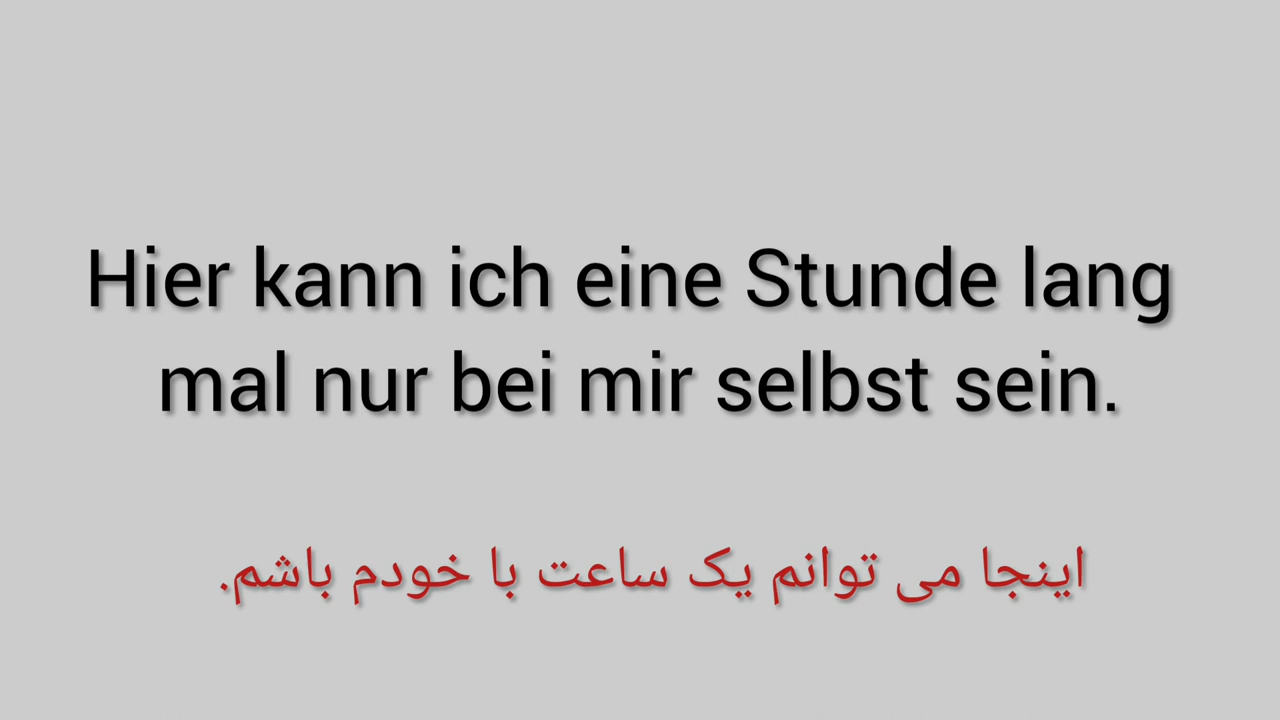 Hier kann ich eine Stunde lang
mal nur bei mir selbst sein.
اینجا می توانم یک ساعت با خودم باشم.